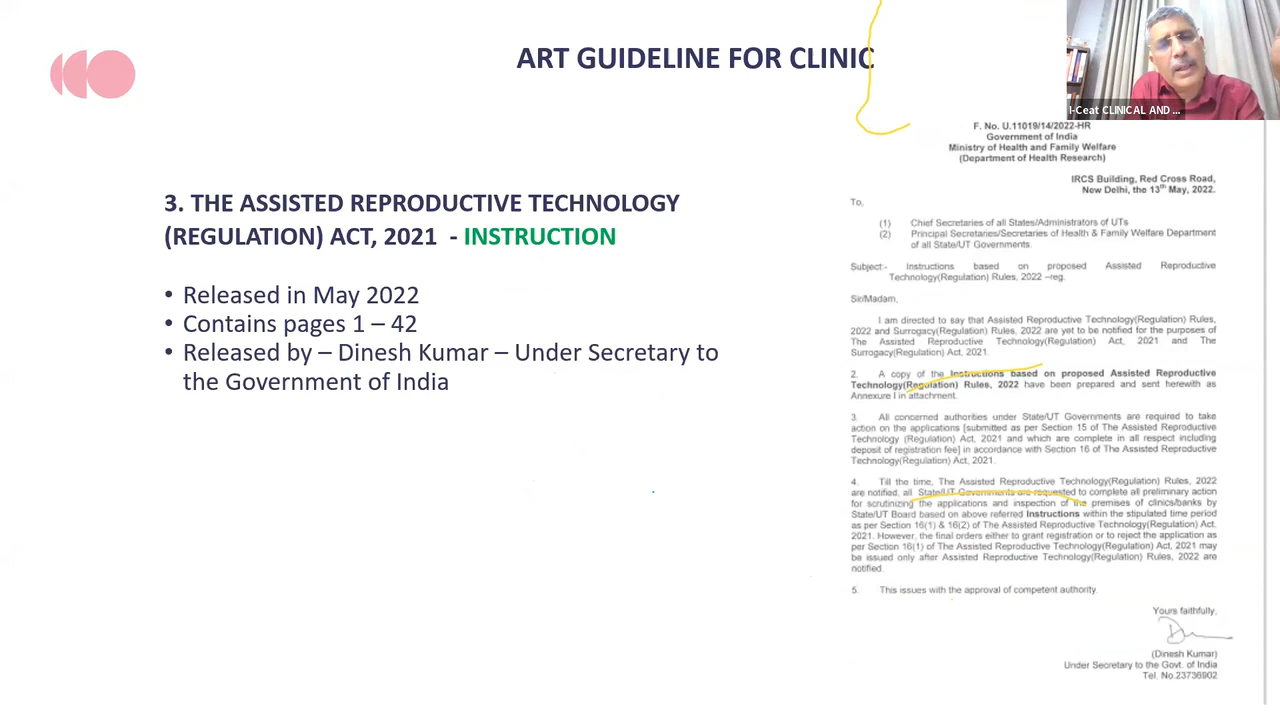 ART GUIDELINE FOR CLINIC
I-Ceat CLINICAL AND ...
3. THE ASSISTED REPRODUCTIVE TECHNOLOGY
(REGULATION) ACT, 2021 - INSTRUCTION
• Released in May 2022
• Contains pages 1 – 42
• Released by – Dinesh Kumar – Under Secretary to
the Government of India
F. No. U.11019/14/2022-HR
Government of India
Ministry of Health and Family Welfare
(Department of Health Research)
IRCS Building, Red Cross Road,
New Delhi, the 13th May, 2022.
To,
(1) Chief Secretaries of all States/Administrators of UTs
(2) Principal Secretaries/Secretaries of Health & Family Welfare Department
of all State/UT Governments.
Subject:- Instructions based on proposed Assisted Reproductive
Technology(Regulation) Rules, 2022 –reg.
Sir/Madam,
I am directed to say that Assisted Reproductive Technology(Regulation) Rules,
2022 and Surrogacy(Regulation) Rules, 2022 are yet to be notified for the purposes of
The Assisted Reproductive Technology(Regulation) Act, 2021 and The
Surrogacy(Regulation) Act, 2021.
2. A copy of the Instructions based on proposed Assisted Reproductive
Technology(Regulation) Rules, 2022 have been prepared and sent herewith as
Annexure I in attachment.
3. All concerned authorities under State/UT Governments are required to take
action on the applications [submitted as per Section 15 of The Assisted Reproductive
Technology (Regulation) Act, 2021 and which are complete in all respect including
deposit of registration fee] in accordance with Section 16 of The Assisted Reproductive
Technology(Regulation) Act, 2021.
4. Till the time, The Assisted Reproductive Technology(Regulation) Rules, 2022
are notified, all State/UT Governments are requested to complete all preliminary action
for scrutinizing the applications and inspection of the premises of clinics/banks by
State/UT Board based on above referred Instructions within the stipulated time period
as per Section 16(1) & 16(2) of The Assisted Reproductive Technology(Regulation) Act,
2021. However, the final orders either to grant registration or to reject the application as
per Section 16(1) of The Assisted Reproductive Technology(Regulation) Act, 2021 may
be issued only after Assisted Reproductive Technology(Regulation) Rules, 2022 are
notified.
5. This issues with the approval of competent authority.
Yours faithfully,
(Dinesh Kumar)
Under Secretary to the Govt. of India
Tel. No.23736902